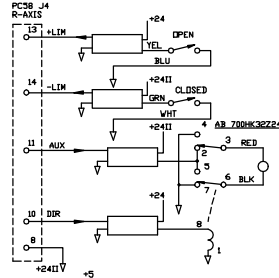 PC58 J4
R-AXIS
+24
13 +LIM OPEN
YEL
BLU
+24II
14 -LIM CLOSED
GRN
WHT
+24II 4 AB 700HK32Z24
3 RED
11 AUX 2
5
6 BLK
7
+24
10 DIR 8
8
1
+24II +5